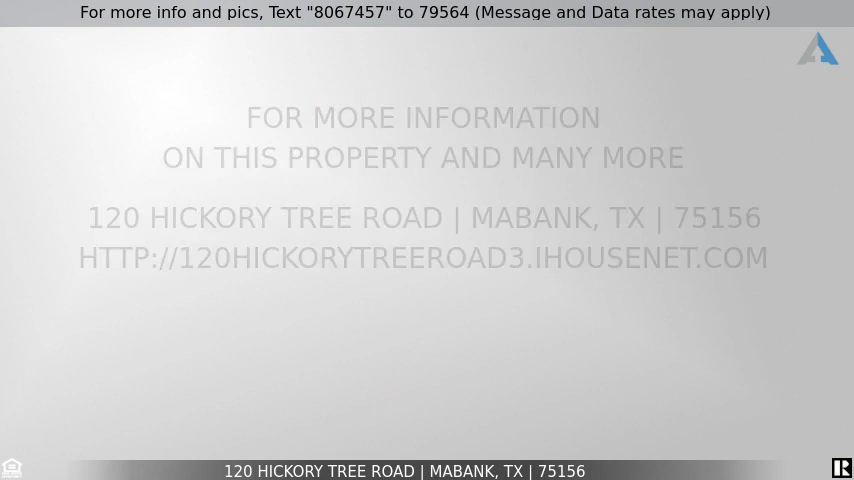 For more info and pics, Text "8067457" to 79564 (Message and Data rates may apply)
FOR MORE INFORMATION
ON THIS PROPERTY AND MANY MORE
120 HICKORY TREE ROAD | MABANK, TX | 75156
HTTP://120HICKORYTREEROAD3.IHOUSENET.COM
120 HICKORY TREE ROAD | MABANK, TX | 75156